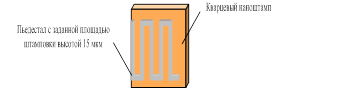 Кварцевый наноштамп
Пьедестал с заданной площадью
штамповки высотой 15 мкм